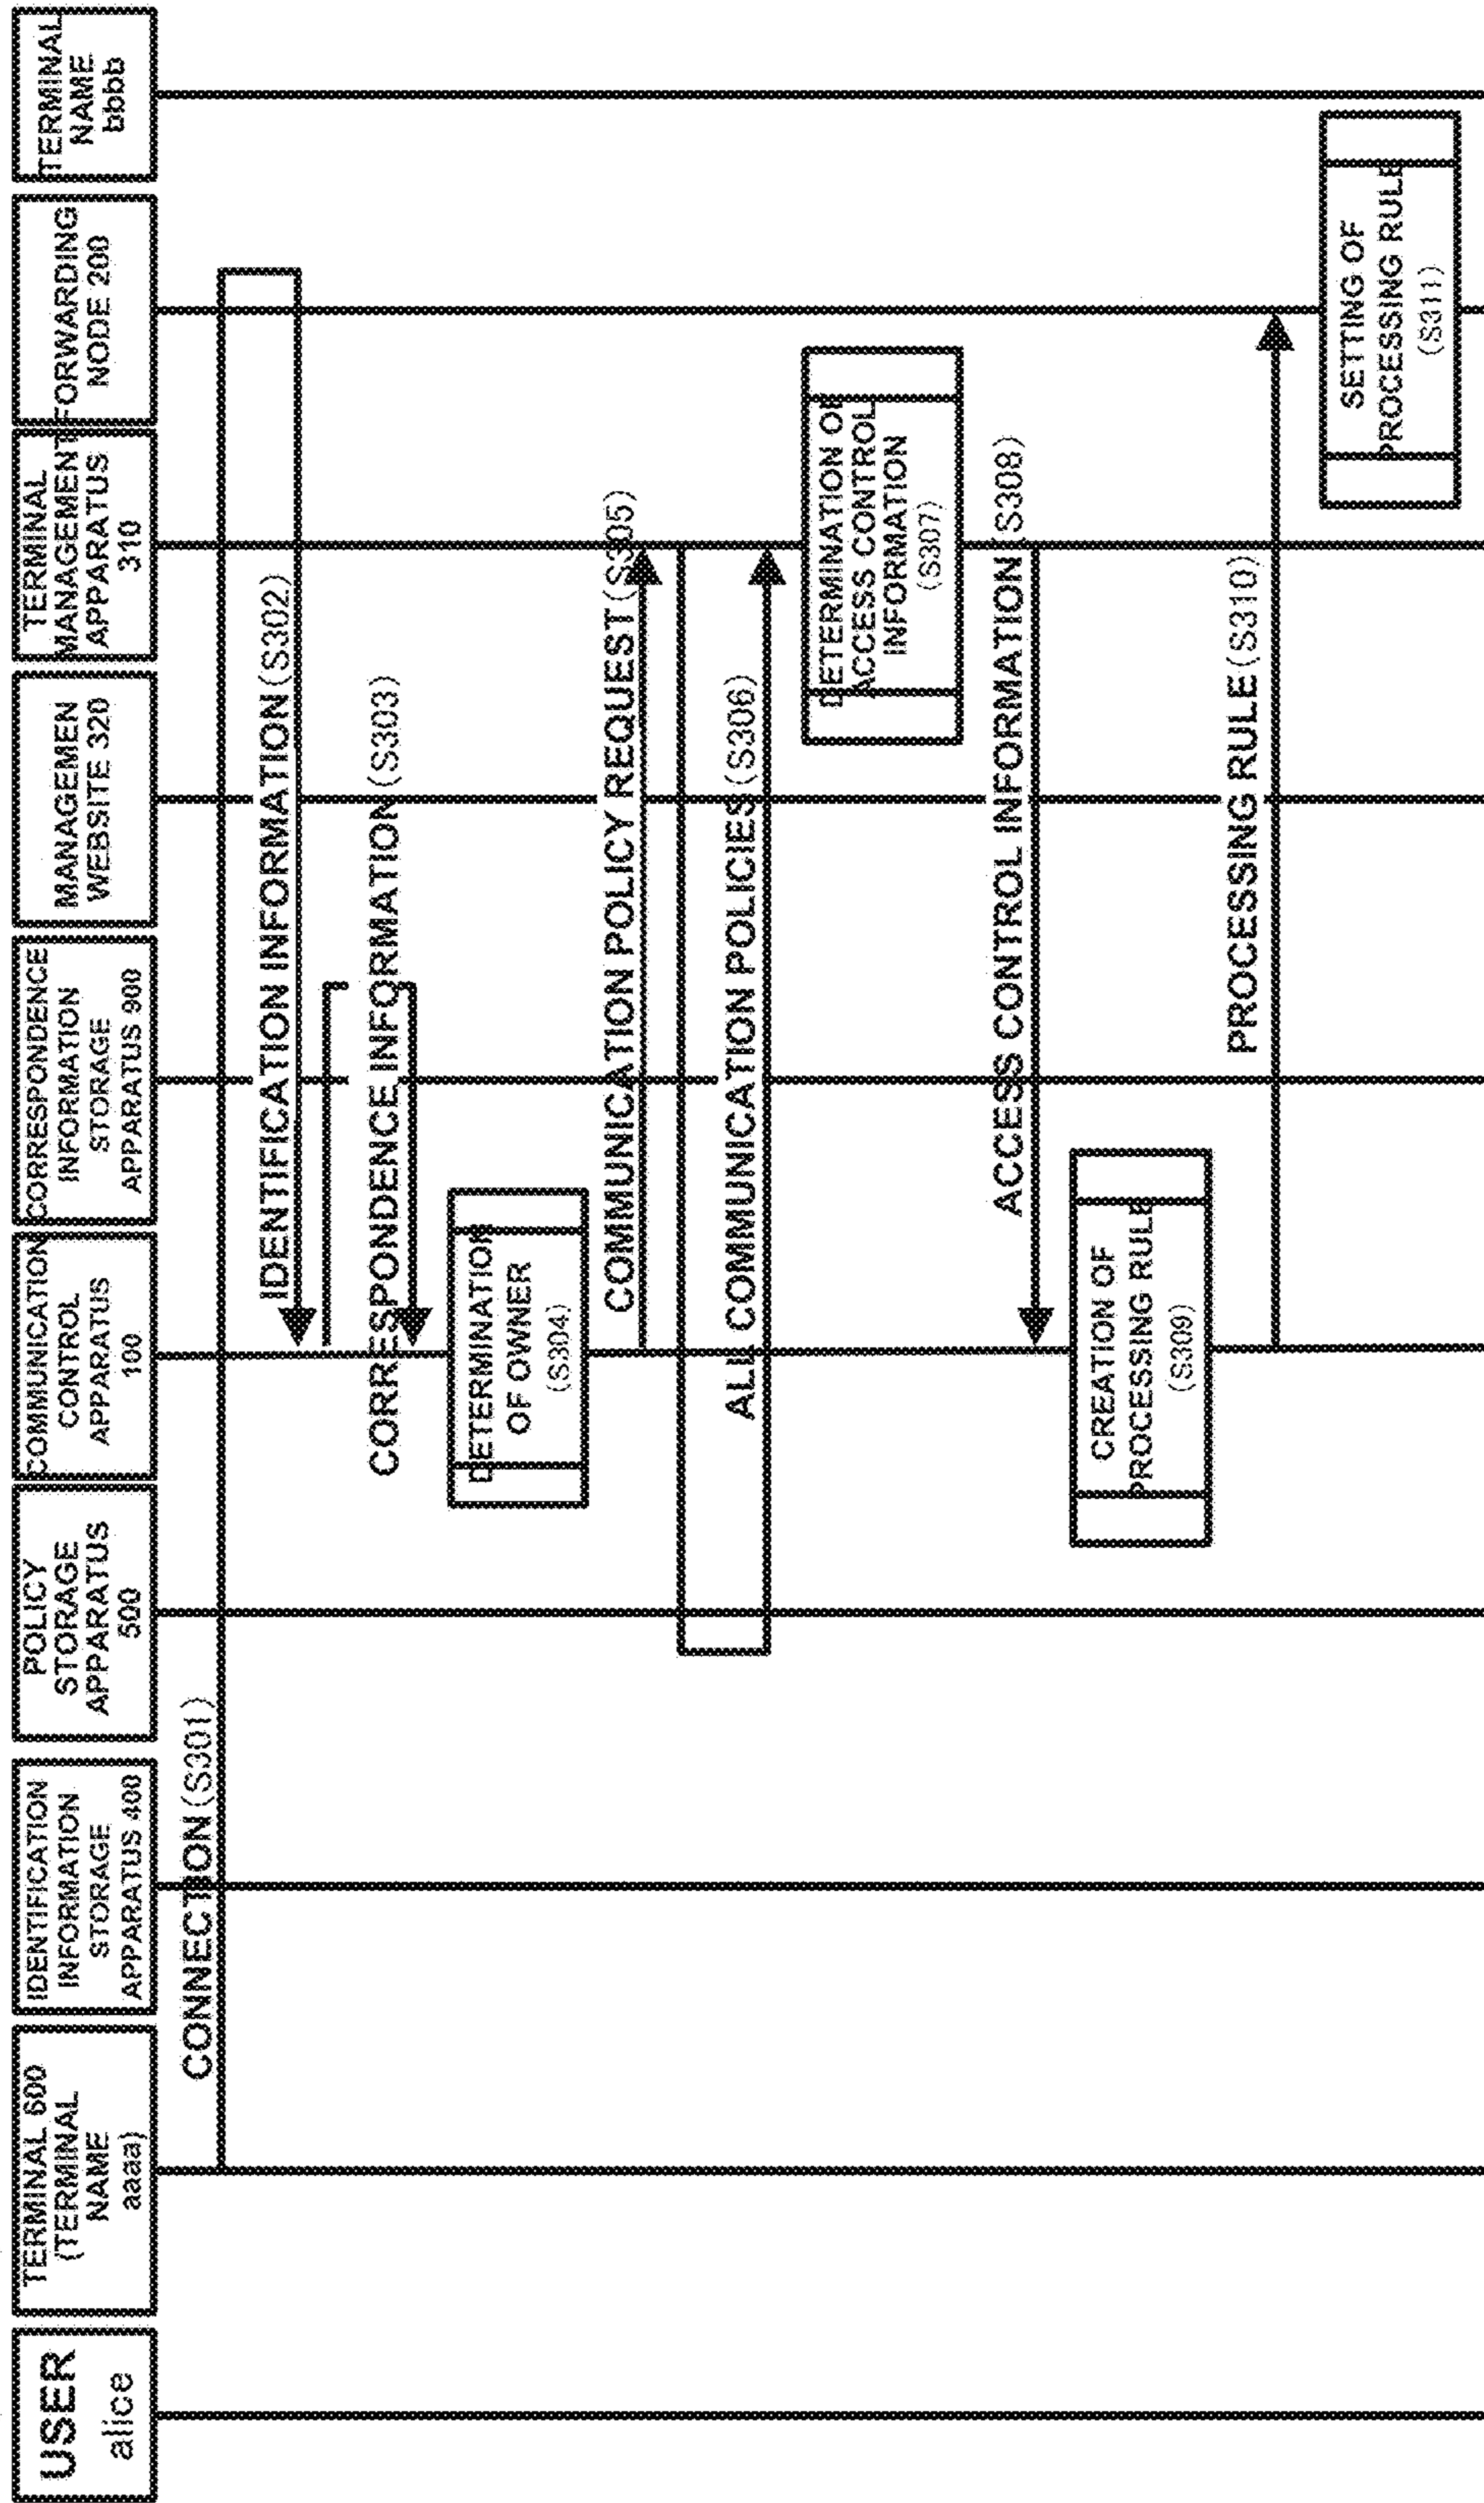 USER
alice
TERMINAL 600
(TERMINAL
NAME
aaaa)
IDENTIFICATION
INFORMATION
STORAGE
APPARATUS 400
POLICY
STORAGE
APPARATUS
500
COMMUNICATION
CONTROL
APPARATUS
100
CORRESPONDENCE
INFORMATION
STORAGE
APPARATUS 900
MANAGEMEN
WEBSITE 320
TERMINAL
MANAGEMENT
APPARATUS
310
FORWARDING
NODE 200
TERMINAL
NAME
bbbb
CONNECTION (S301)
IDENTIFICATION INFORMATION (S302)
CORRESPONDENCE INFORMATION (S303)
DETERMINATION
OF OWNER
(S304)
COMMUNICATION POLICY REQUEST (S305)
ALL COMMUNICATION POLICIES (S306)
DETERMINATION OF
ACCESS CONTROL
INFORMATION
(S307)
ACCESS CONTROL INFORMATION (S308)
CREATION OF
PROCESSING RULE
(S309)
PROCESSING RULE (S310)
SETTING OF
PROCESSING RULE
(S311)